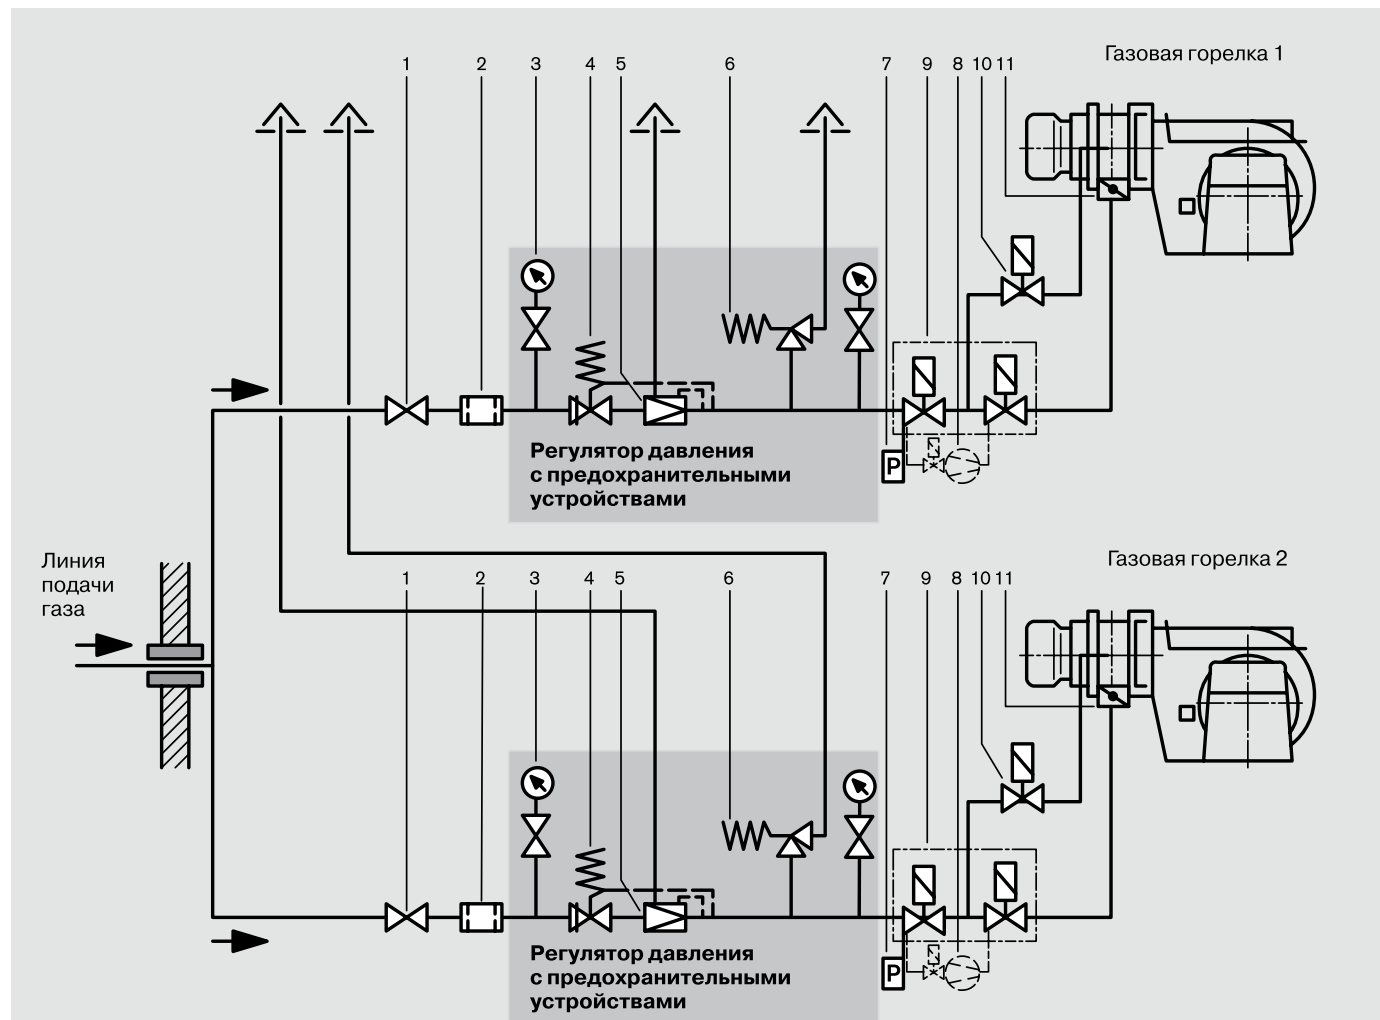 Газовая горелка 1
1 2 3 4 5 6 7 9 8 10 11
Регулятор давления
с предохранительными
устройствами
P
Линия
подачи
газа
Газовая горелка 2
1 2 3 4 5 6 7 9 8 10 11
Регулятор давления
с предохранительными
устройствами
P